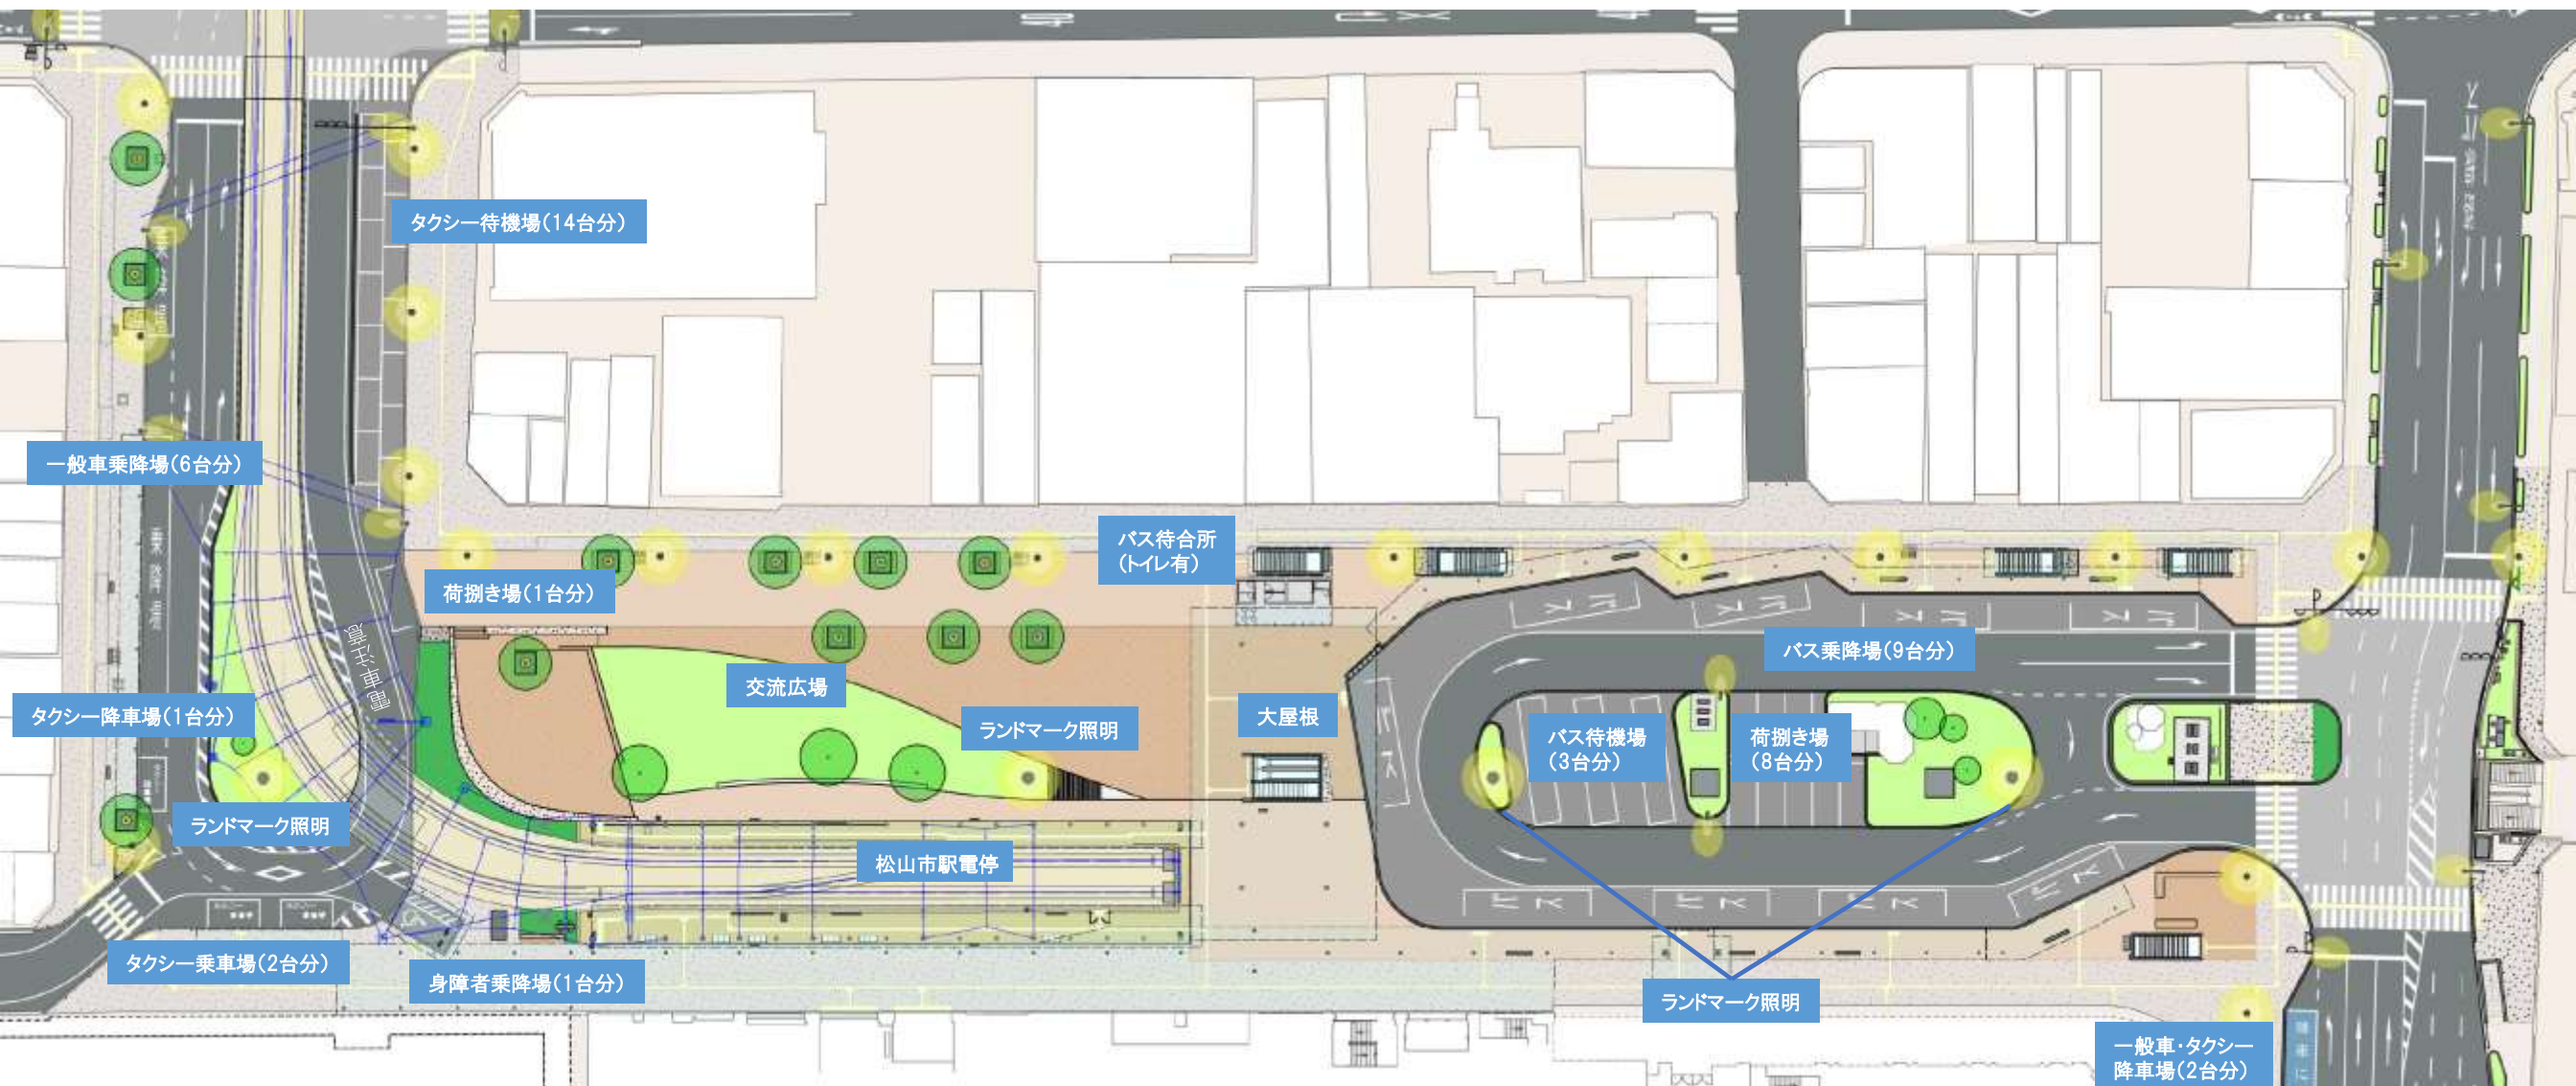 タクシー待機場(14台分)
一般車乗降場(6台分)
バス待合所
(トイレ有)
荷捌き場(1台分)
電車注意
バス乗降場(9台分)
交流広場
タクシー降車場(1台分)
ランドマーク照明
大屋根
バス待機場
(3台分)
荷捌き場
(8台分)
ランドマーク照明
松山市駅電停
タクシー乗車場(2台分)
身障者乗降場(1台分)
ランドマーク照明
一般車・タクシー
降車場(2台分)